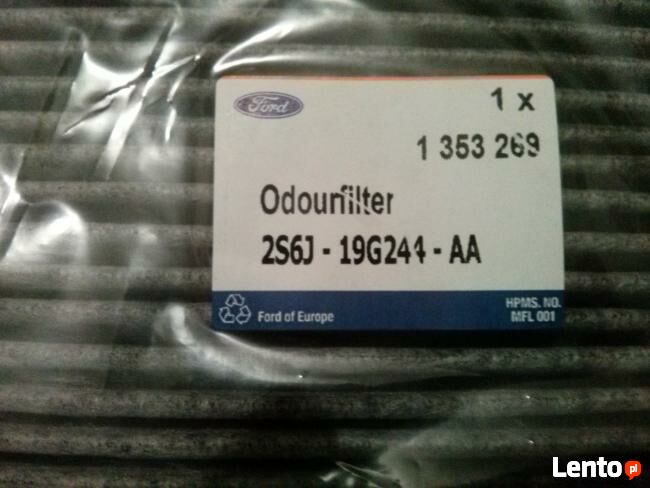 Ford
1 x
1 353 269
Odourfilter
2S6J - 19G244 - AA
Ford of Europe
HPMS. NO.
MFL 001
Lento.pl